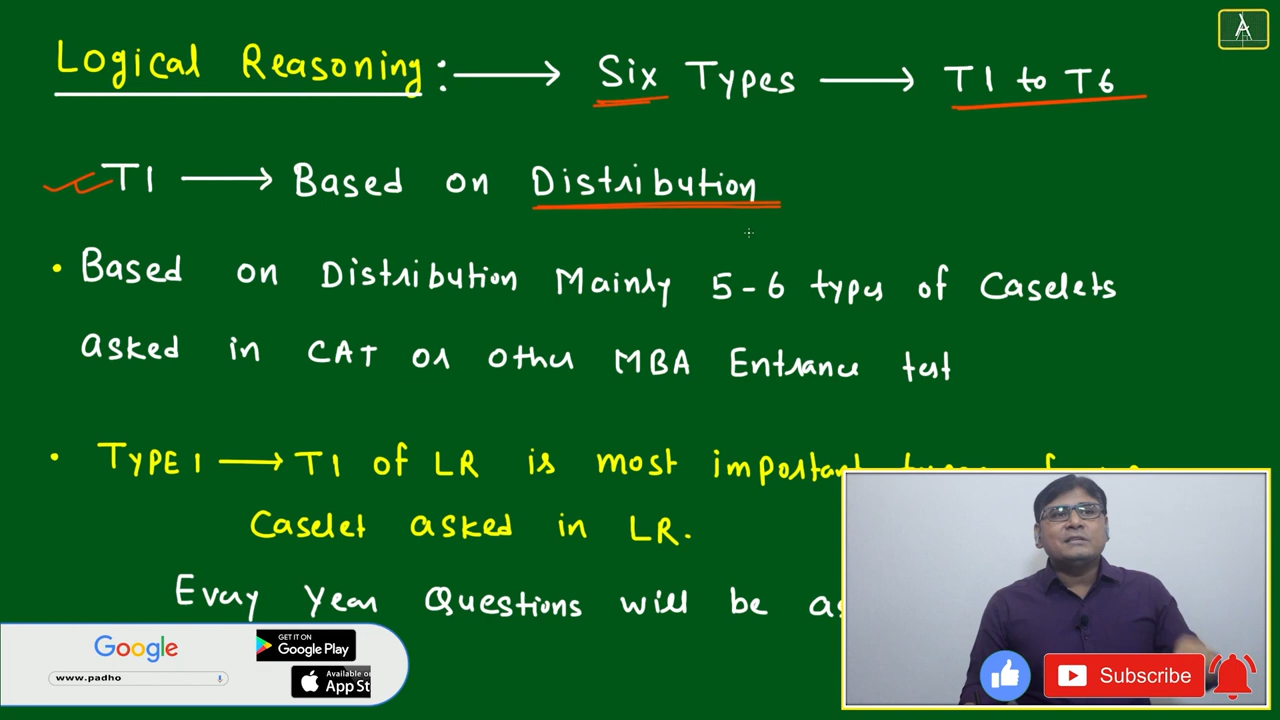 Logical Reasoning : → Six Types → T1 to T6
T1 → Based on Distribution
• Based on Distribution Mainly 5-6 types of Caselets
asked in CAT or other MBA Entrance test
• TYPE 1 → T1 of LR is most important
Caselet asked in LR.
Every Year Questions will be
Google
GET IT ON
Google Play
www.padho
Available o
App St
Subscribe